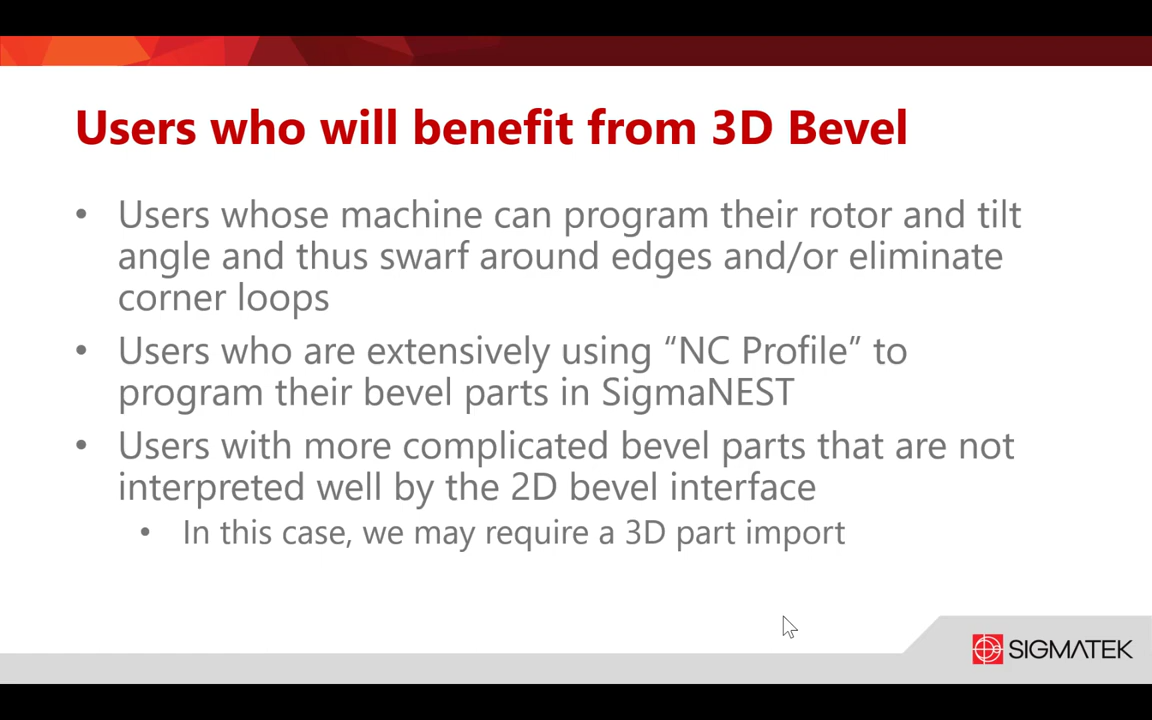 Users who will benefit from 3D Bevel
• Users whose machine can program their rotor and tilt
angle and thus swarf around edges and/or eliminate
corner loops
• Users who are extensively using “NC Profile” to
program their bevel parts in SigmaNEST
• Users with more complicated bevel parts that are not
interpreted well by the 2D bevel interface
• In this case, we may require a 3D part import
SIGMATEK